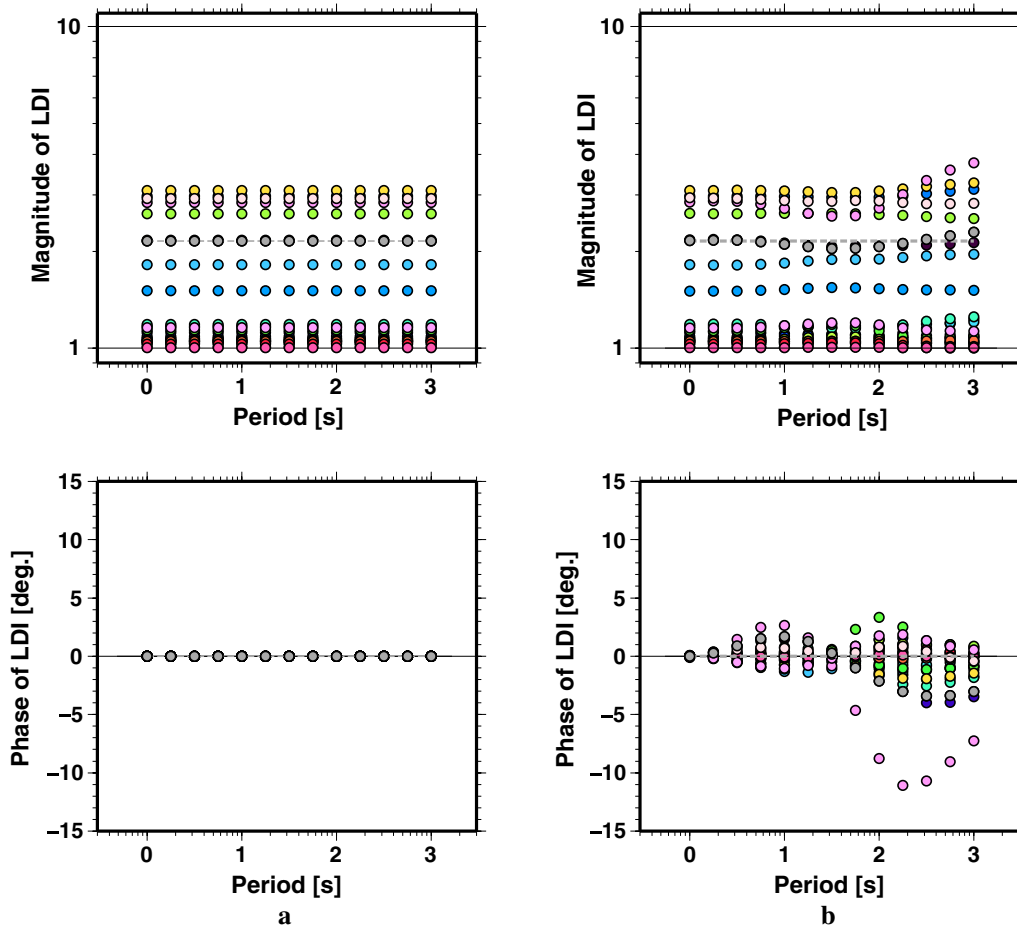 10
Magnitude of LDI
1
0 1 2 3
Period [s]
10
Magnitude of LDI
1
0 1 2 3
Period [s]
15
10
5
0
−5
−10
−15
Phase of LDI [deg.]
0 1 2 3
Period [s]
a
15
10
5
0
−5
−10
−15
Phase of LDI [deg.]
0 1 2 3
Period [s]
b